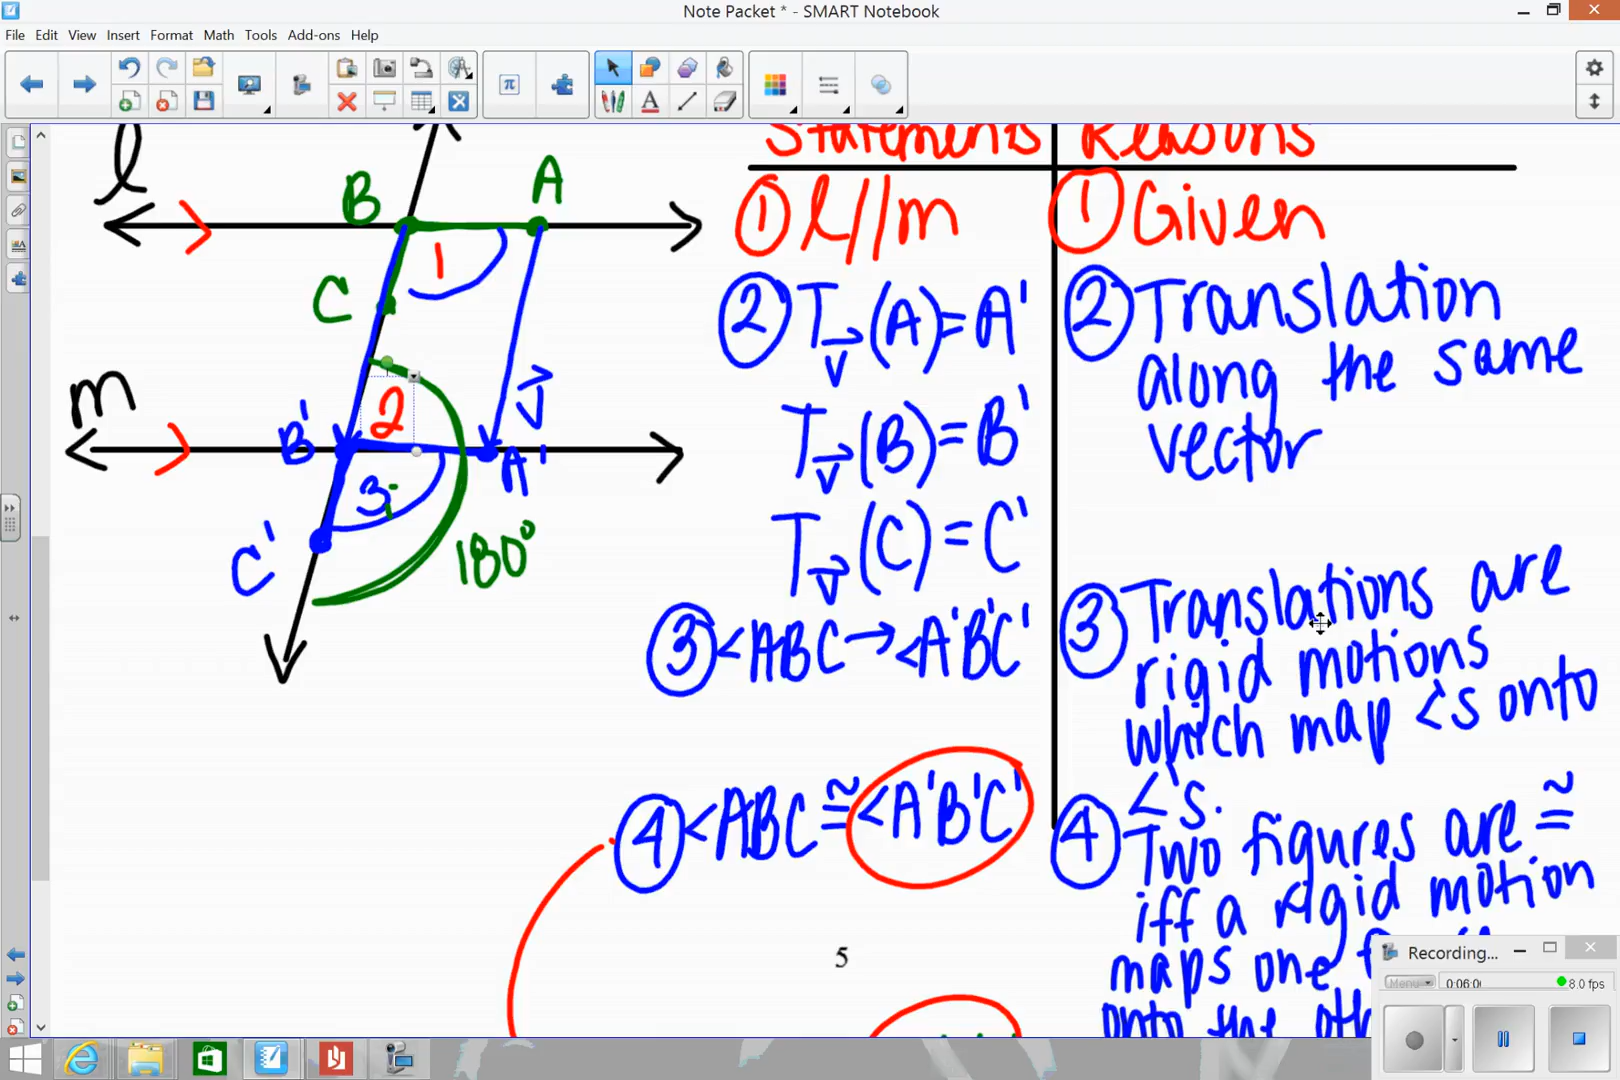 Note Packet * - SMART Notebook
File Edit View Insert Format Math Tools Add-ons Help
Statements Reasons
l
B A
1
C
m
2
V
B' A'
3
C'
180°
① l//m ① Given
② T V (A) = A' ② Translation
along the same
T V (B) = B' vector
T V (C) = C'
③ <ABC → <A'B'C' ③ Translations are
rigid motions
which map <s onto
<'s.
④ <ABC ≅ <A'B'C' ④ Two figures are ≅
iff a rigid motion
maps one
onto the
5
Recording...
Menu 0:06:0 8.0 fps